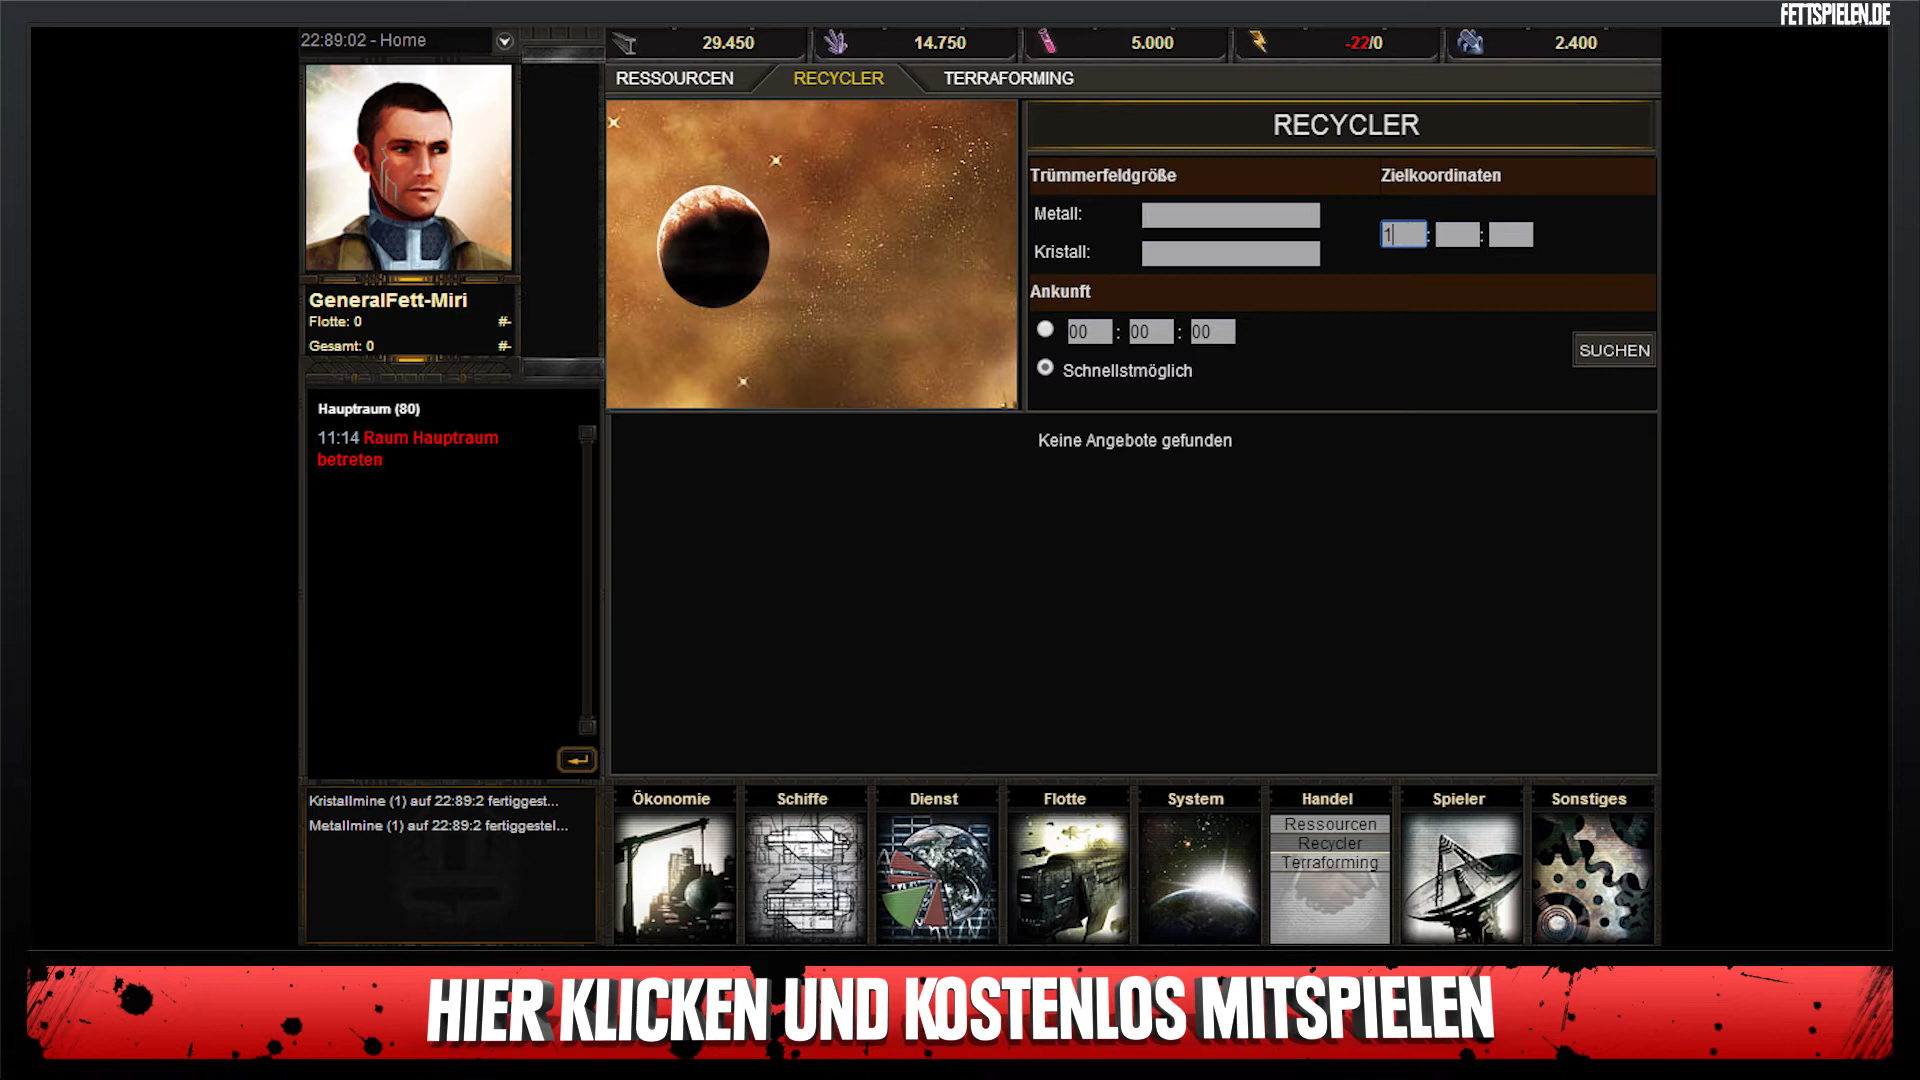 FETTSPIELEN.DE
22:89:02 - Home
29.450
14.750
5.000
-22/0
2.400
RESSOURCEN
RECYCLER
TERRAFORMING
RECYCLER
Trümmerfeldgröße
Zielkoordinaten
Metall:
1 : :
Kristall:
Ankunft
00 : 00 : 00
SUCHEN
Schnellstmöglich
GeneralFett-Miri
Flotte: 0 #-
Gesamt: 0 #-
Hauptraum (80)
11:14 Raum Hauptraum
betreten
Keine Angebote gefunden
Kristallmine (1) auf 22:89:2 fertiggest...
Metallmine (1) auf 22:89:2 fertiggestel...
Ökonomie
Schiffe
Dienst
Flotte
System
Handel
Spieler
Sonstiges
Ressourcen
Recycler
Terraforming
HIER KLICKEN UND KOSTENLOS MITSPIELEN